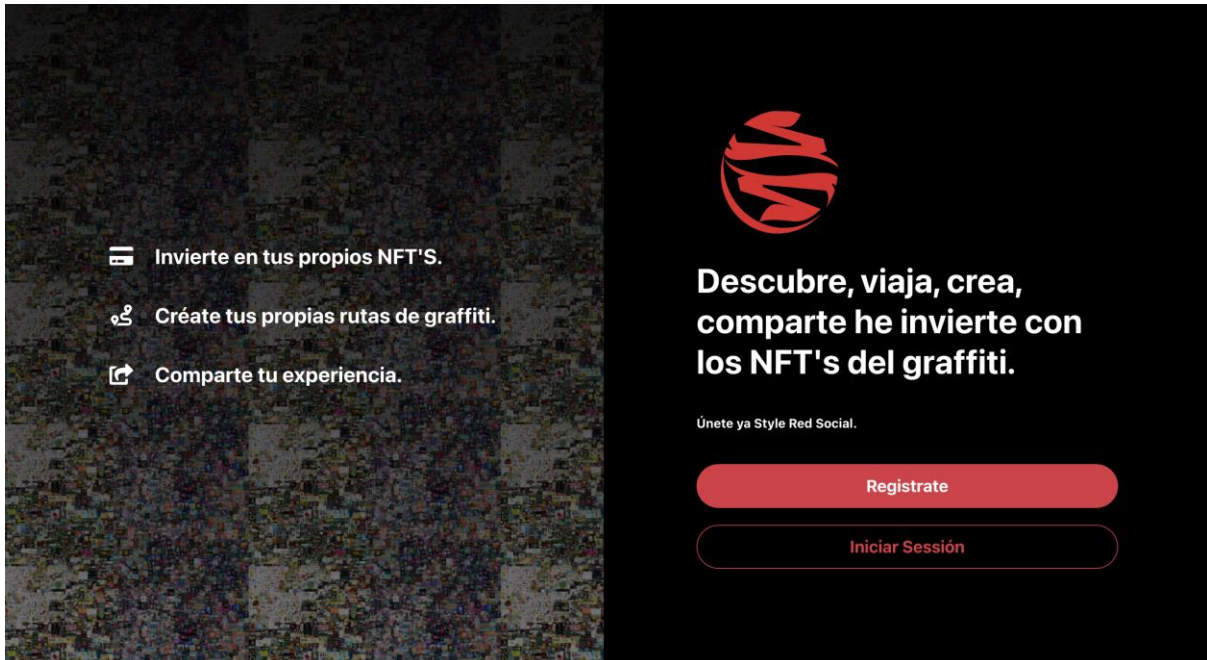 Invierte en tus propios NFT'S.
Créate tus propias rutas de graffiti.
Comparte tu experiencia.
Descubre, viaja, crea,
comparte he invierte con
los NFT's del graffiti.
Únete ya Style Red Social.
Registrate
Iniciar Sessión